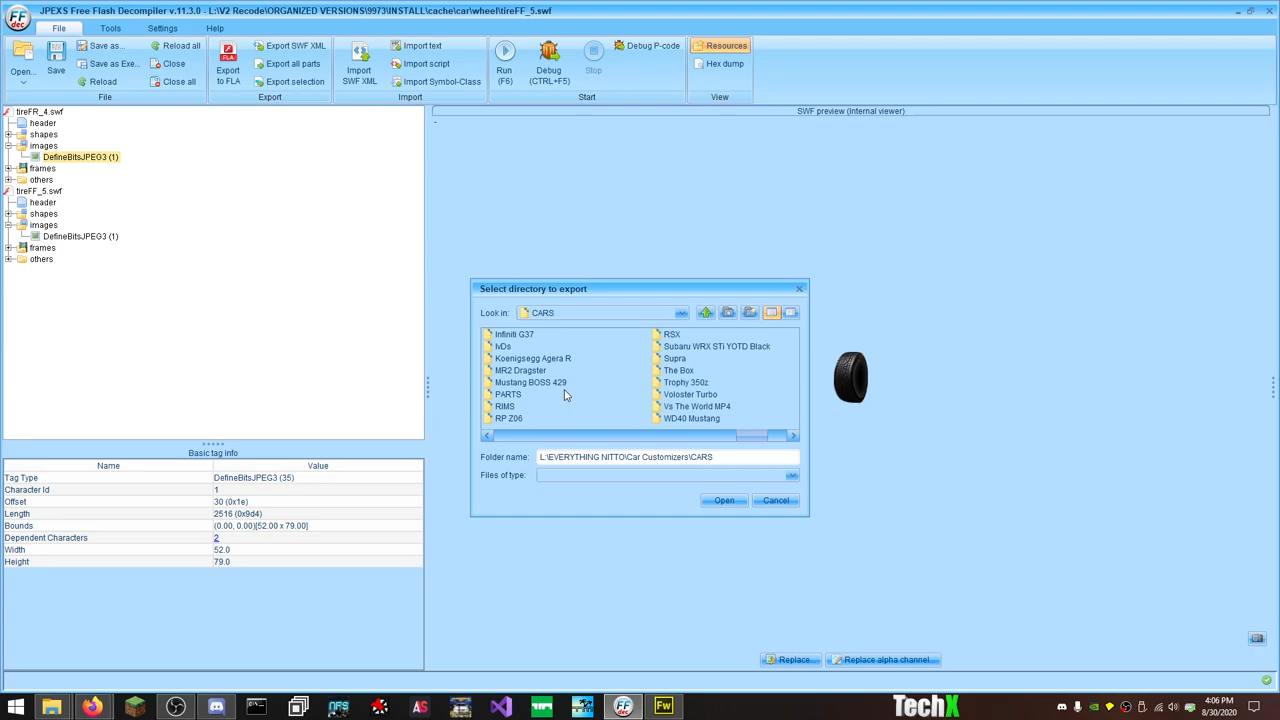 JPEXS Free Flash Decompiler v.11.3.0 - L:\V2 Recode\ORGANIZED VERSIONS\9973\INSTALL\cache\car\wheel\tireFF_5.swf
FF
dec
File Tools Settings Help
Open...
Save
Save as...
Save as Exe...
Reload
Reload all
Close
Close all
File
Export
to FLA
Export SWF XML
Export all parts
Export selection
Export
Import
SWF XML
Import text
Import script
Import Symbol-Class
Import
Run
(F6)
Debug
(CTRL+F5)
Stop
Debug P-code
Start
Resources
Hex dump
View
tireFR_4.swf
header
shapes
images
DefineBitsJPEG3 (1)
frames
others
tireFF_5.swf
header
shapes
images
DefineBitsJPEG3 (1)
frames
others
SWF preview (Internal viewer)
-
Select directory to export
Look in: CARS
Infiniti G37
IvDs
Koenigsegg Agera R
MR2 Dragster
Mustang BOSS 429
PARTS
RIMS
RP Z06
RSX
Subaru WRX STi YOTD Black
Supra
The Box
Trophy 350z
Voloster Turbo
Vs The World MP4
WD40 Mustang
Folder name: L:\EVERYTHING NITTO\Car Customizers\CARS
Files of type:
Open Cancel
Basic tag info
Name Value
Tag Type DefineBitsJPEG3 (35)
Character Id 1
Offset 30 (0x1e)
Length 2516 (0x9d4)
Bounds (0.00, 0.00)[52.00 x 79.00]
Dependent Characters 2
Width 52.0
Height 79.0
Replace... Replace alpha channel...
NFS
AS
FF
dec
Fw
TechX
4:06 PM
8/30/2020